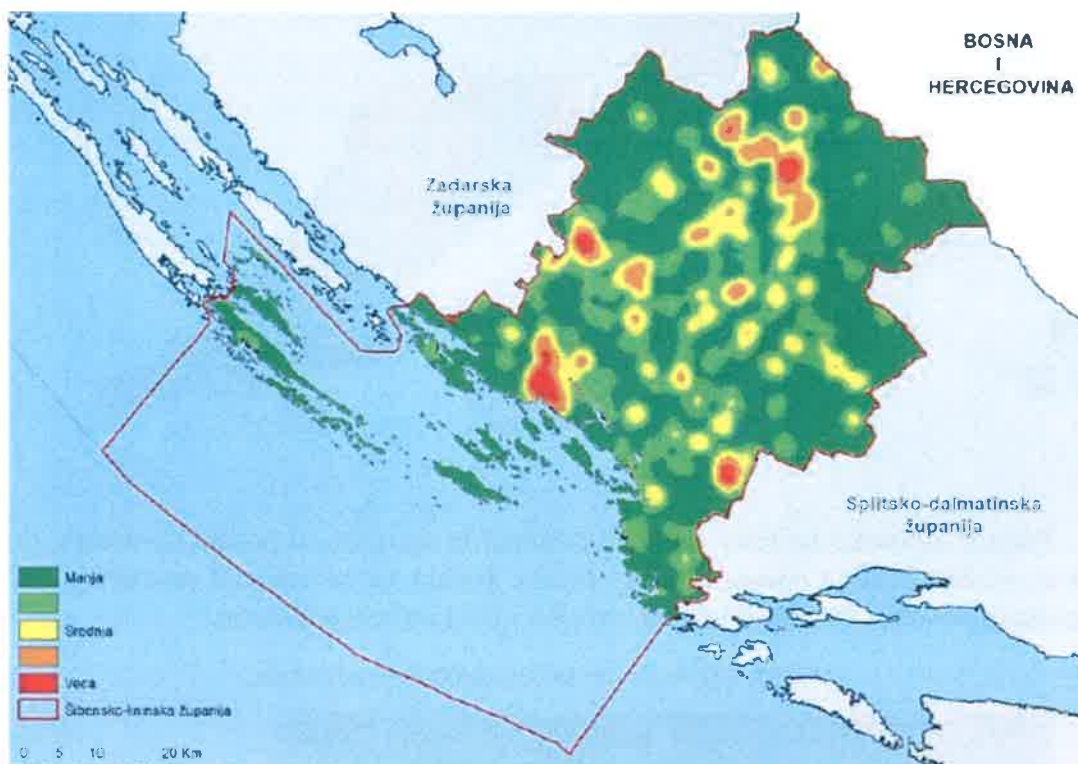 BOSNA
I
HERCEGOVINA
Zadarska
županija
Splitsko-dalmatinska
županija
Manja
Srednja
Veća
Šibensko-kninska županija
0 5 10 20 Km